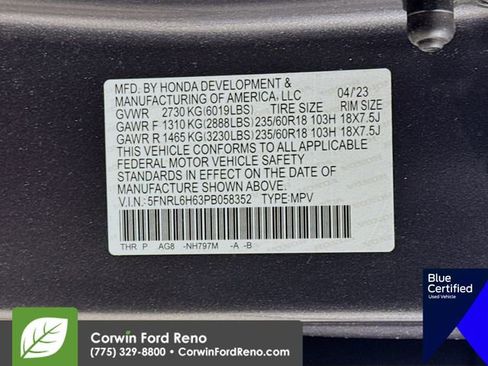 MFD. BY HONDA DEVELOPMENT &
MANUFACTURING OF AMERICA, LLC 04/'23
GVWR 2730 KG(6019LBS) TIRE SIZE RIM SIZE
GAWR F 1310 KG(2888LBS) 235/60R18 103H 18X7.5J
GAWR R 1465 KG(3230LBS) 235/60R18 103H 18X7.5J
THIS VEHICLE CONFORMS TO ALL APPLICABLE
FEDERAL MOTOR VEHICLE SAFETY
STANDARDS IN EFFECT ON THE DATE OF
MANUFACTURE SHOWN ABOVE.
V.I.N.: 5FNRL6H63PB058352 TYPE: MPV
THR P AG8 -NH797M -A -B
Blue
Certified
Used Vehicle
Corwin Ford Reno
(775) 329-8800 • CorwinFordReno.com